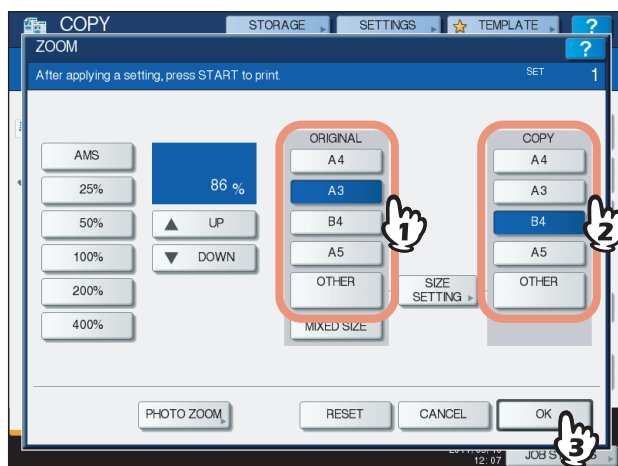 COPY STORAGE SETTINGS TEMPLATE ?
ZOOM ?
After applying a setting, press START to print. SET 1
ORIGINAL COPY
AMS A4 A4
25% 86 % A3 A3
50% UP B4 B4
100% DOWN A5 A5
200% OTHER SIZE SETTING OTHER
400% MIXED SIZE
PHOTO ZOOM RESET CANCEL OK
1
2
3
12:07 JOB S